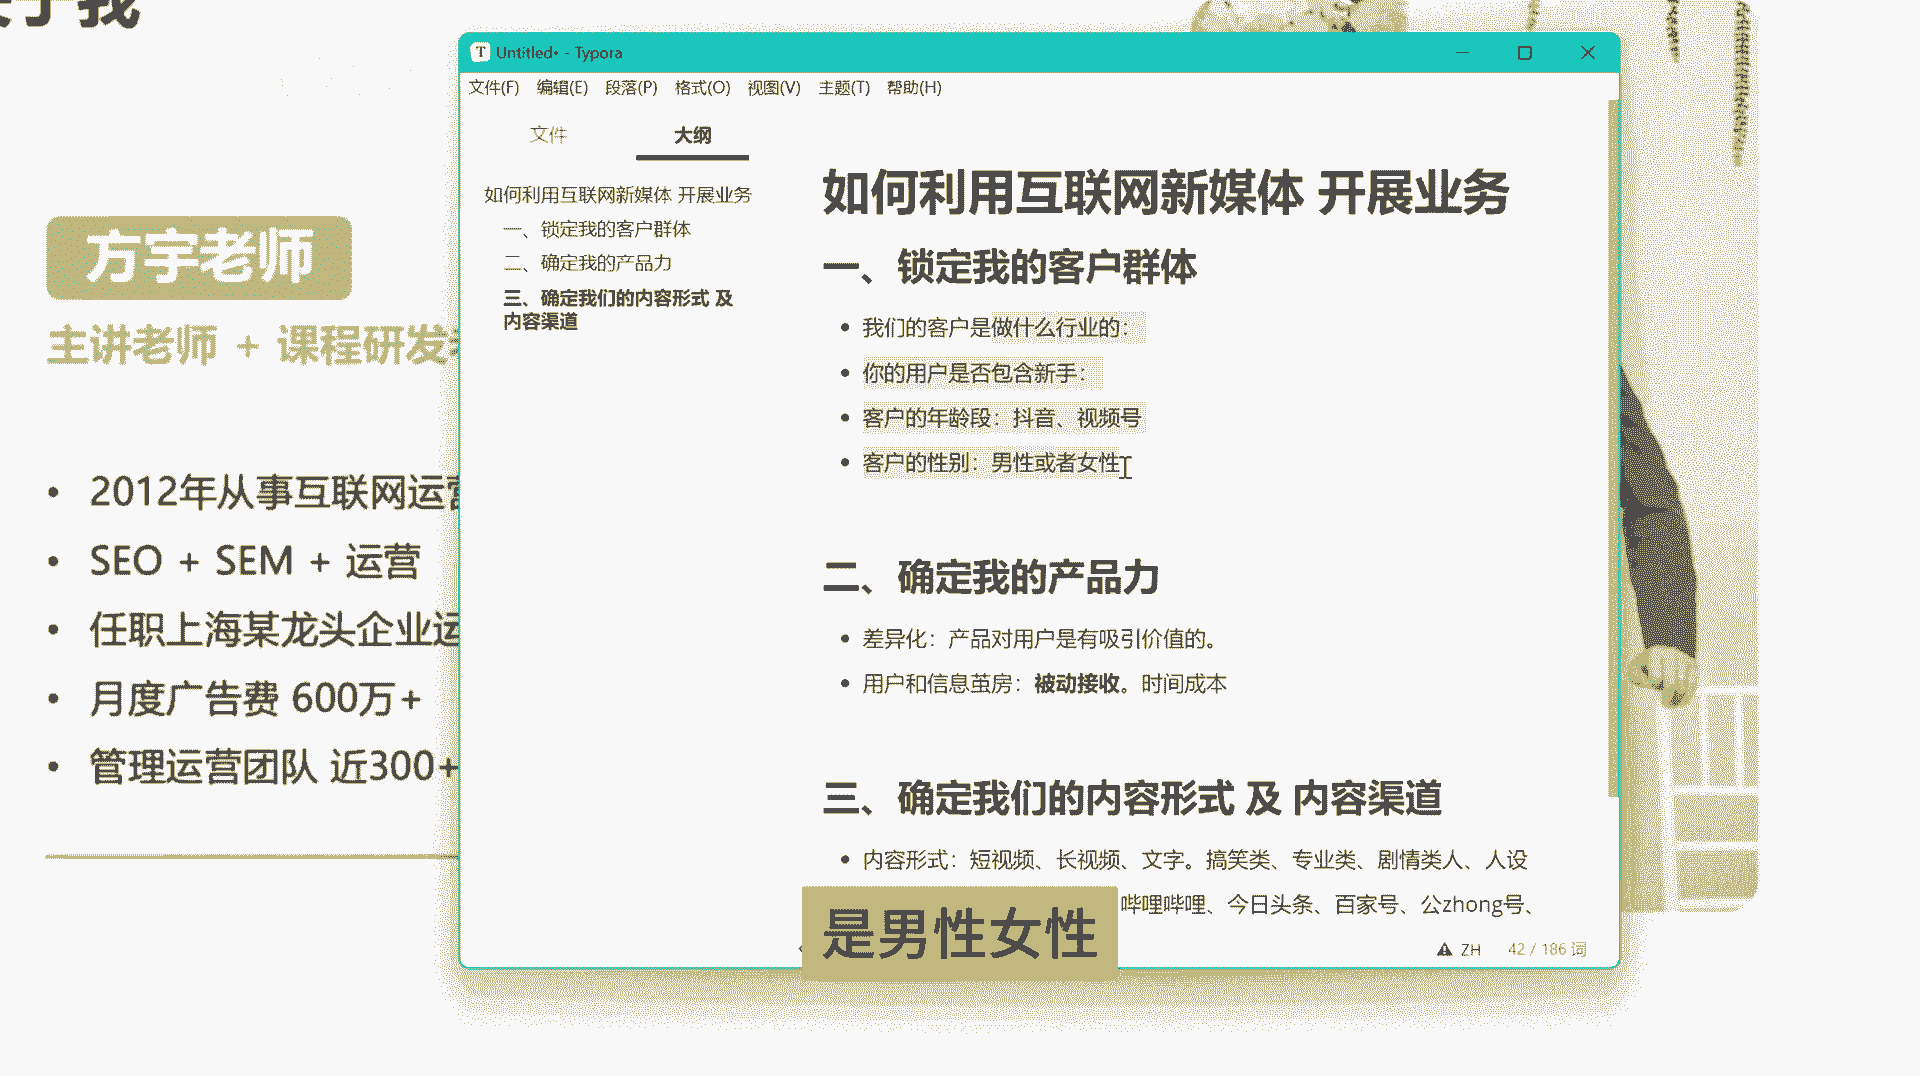 Untitled• - Typora
文件(F) 编辑(E) 段落(P) 格式(O) 视图(V) 主题(T) 帮助(H)
文件 大纲
如何利用互联网新媒体 开展业务
一、锁定我的客户群体
二、确定我的产品力
三、确定我们的内容形式 及
内容渠道
如何利用互联网新媒体 开展业务
一、锁定我的客户群体
• 我们的客户是做什么行业的：
• 你的用户是否包含新手：
• 客户的年龄段：抖音、视频号
• 客户的性别：男性或者女性
二、确定我的产品力
• 差异化：产品对用户是有吸引价值的。
• 用户和信息茧房：被动接收。时间成本
三、确定我们的内容形式 及 内容渠道
• 内容形式：短视频、长视频、文字。搞笑类、专业类、剧情类人、人设
哔哩哔哩、今日头条、百家号、公zhong号、
ZH 42 / 186 词
是男性女性
于我
方宇老师
主讲老师 + 课程研发
• 2012年从事互联网运营
• SEO + SEM + 运营
• 任职上海某龙头企业运
• 月度广告费 600万+
• 管理运营团队 近300+